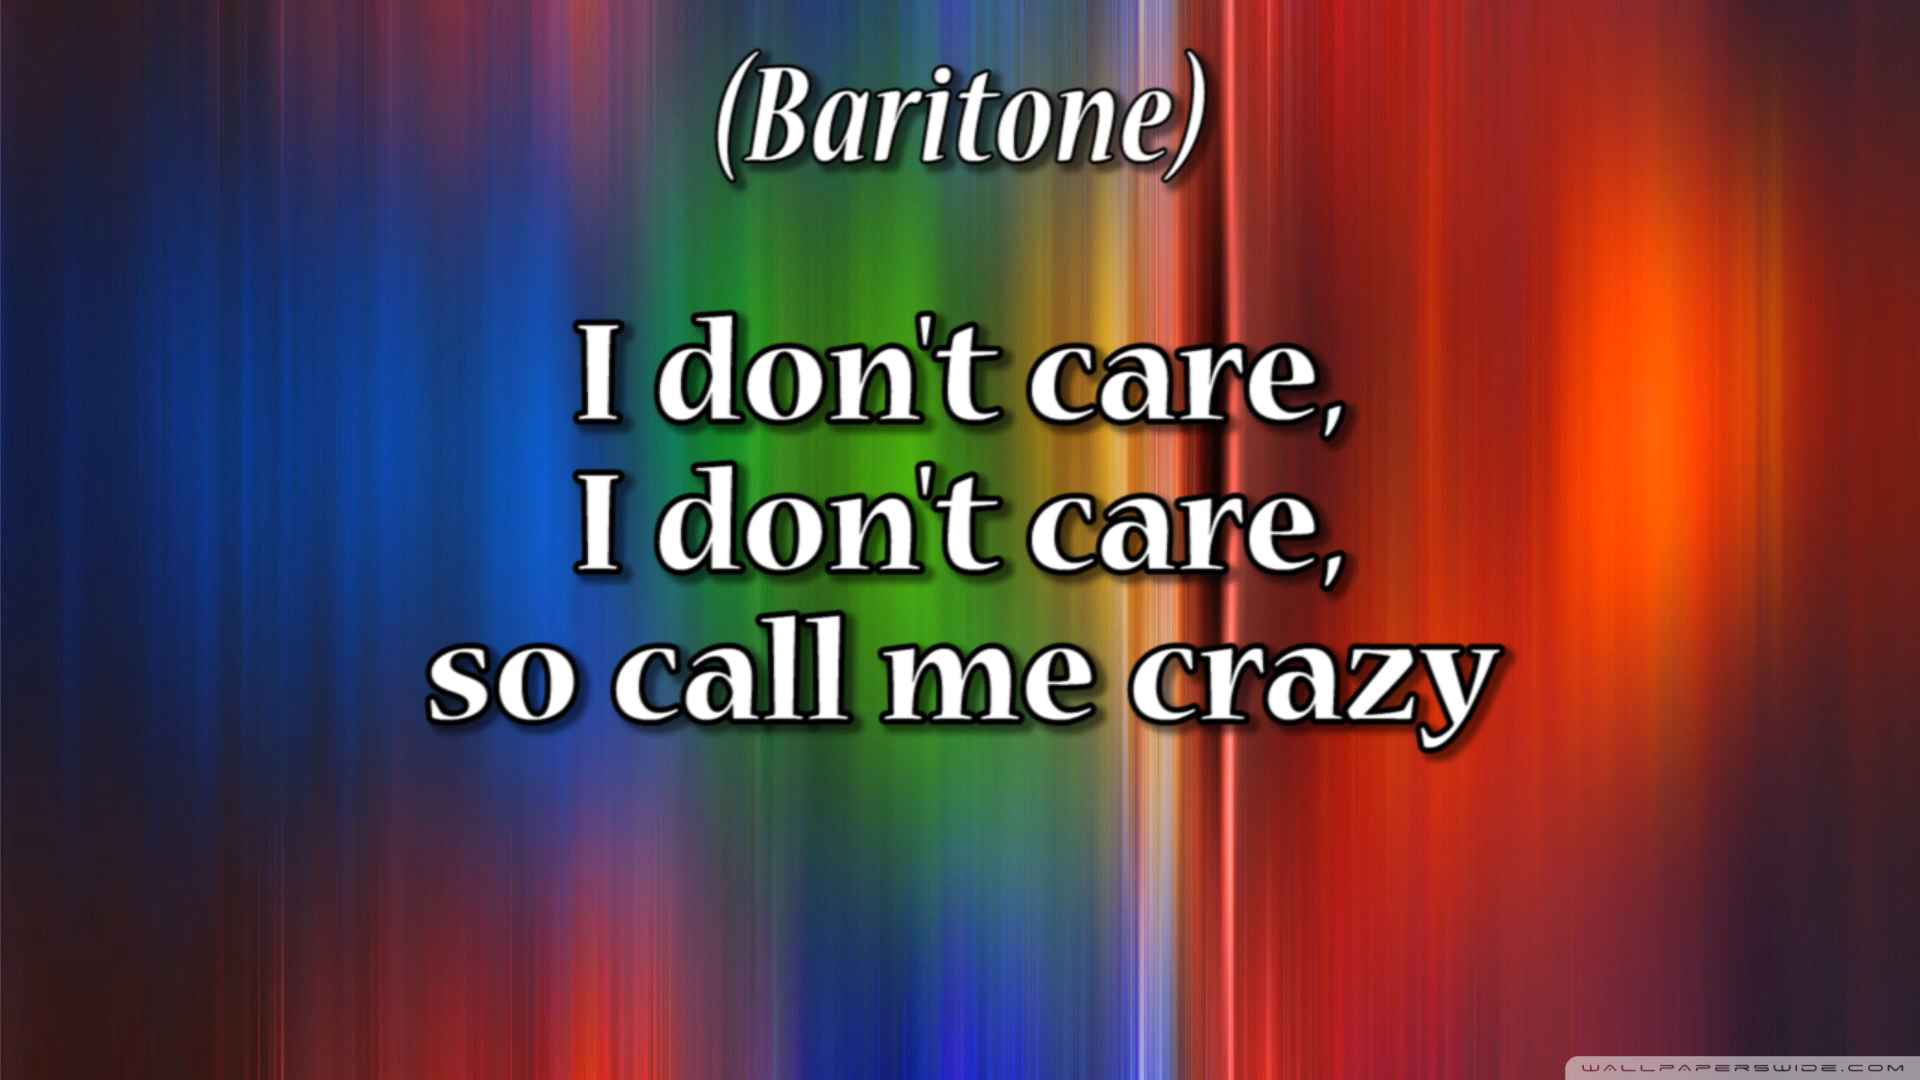 (Baritone)
I don't care,
I don't care,
so call me crazy
WALLPAPERSWIDE.COM